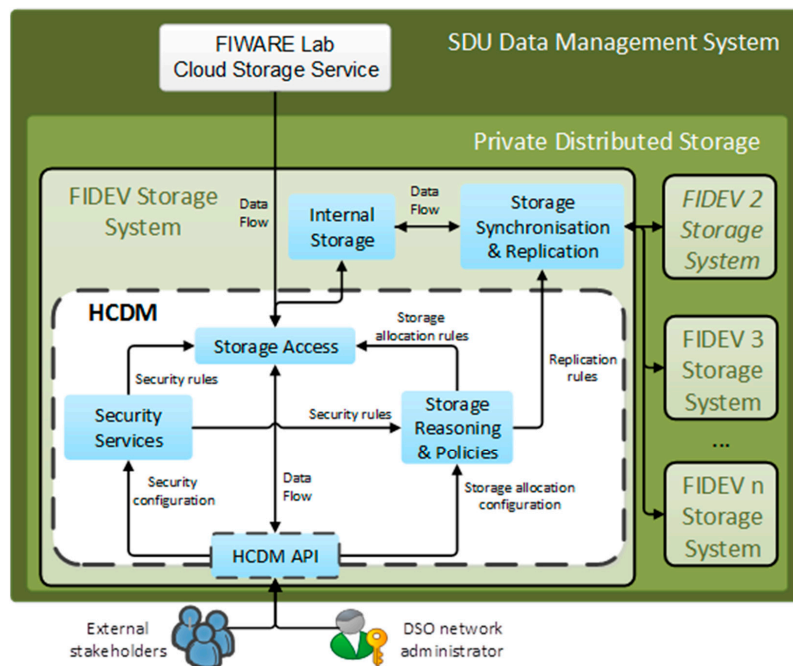 FIWARE Lab
Cloud Storage Service
SDU Data Management System
Private Distributed Storage
FIDEV Storage
System
Data
Flow
Internal
Storage
Data
Flow
Storage
Synchronisation
& Replication
FIDEV 2
Storage
System
HCDM
Storage Access
Storage
allocation rules
Replication
rules
FIDEV 3
Storage
System
...
Security rules
Security
Services
Security rules
Storage
Reasoning
& Policies
Security
configuration
Data
Flow
Storage allocation
configuration
FIDEV n
Storage
System
HCDM API
External
stakeholders
DSO network
administrator